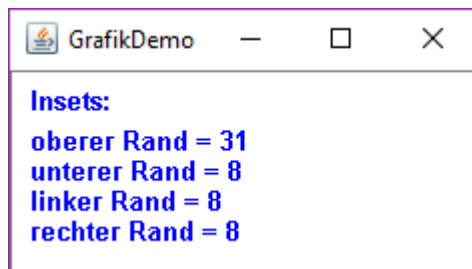 GrafikDemo
Insets:
oberer Rand = 31
unterer Rand = 8
linker Rand = 8
rechter Rand = 8